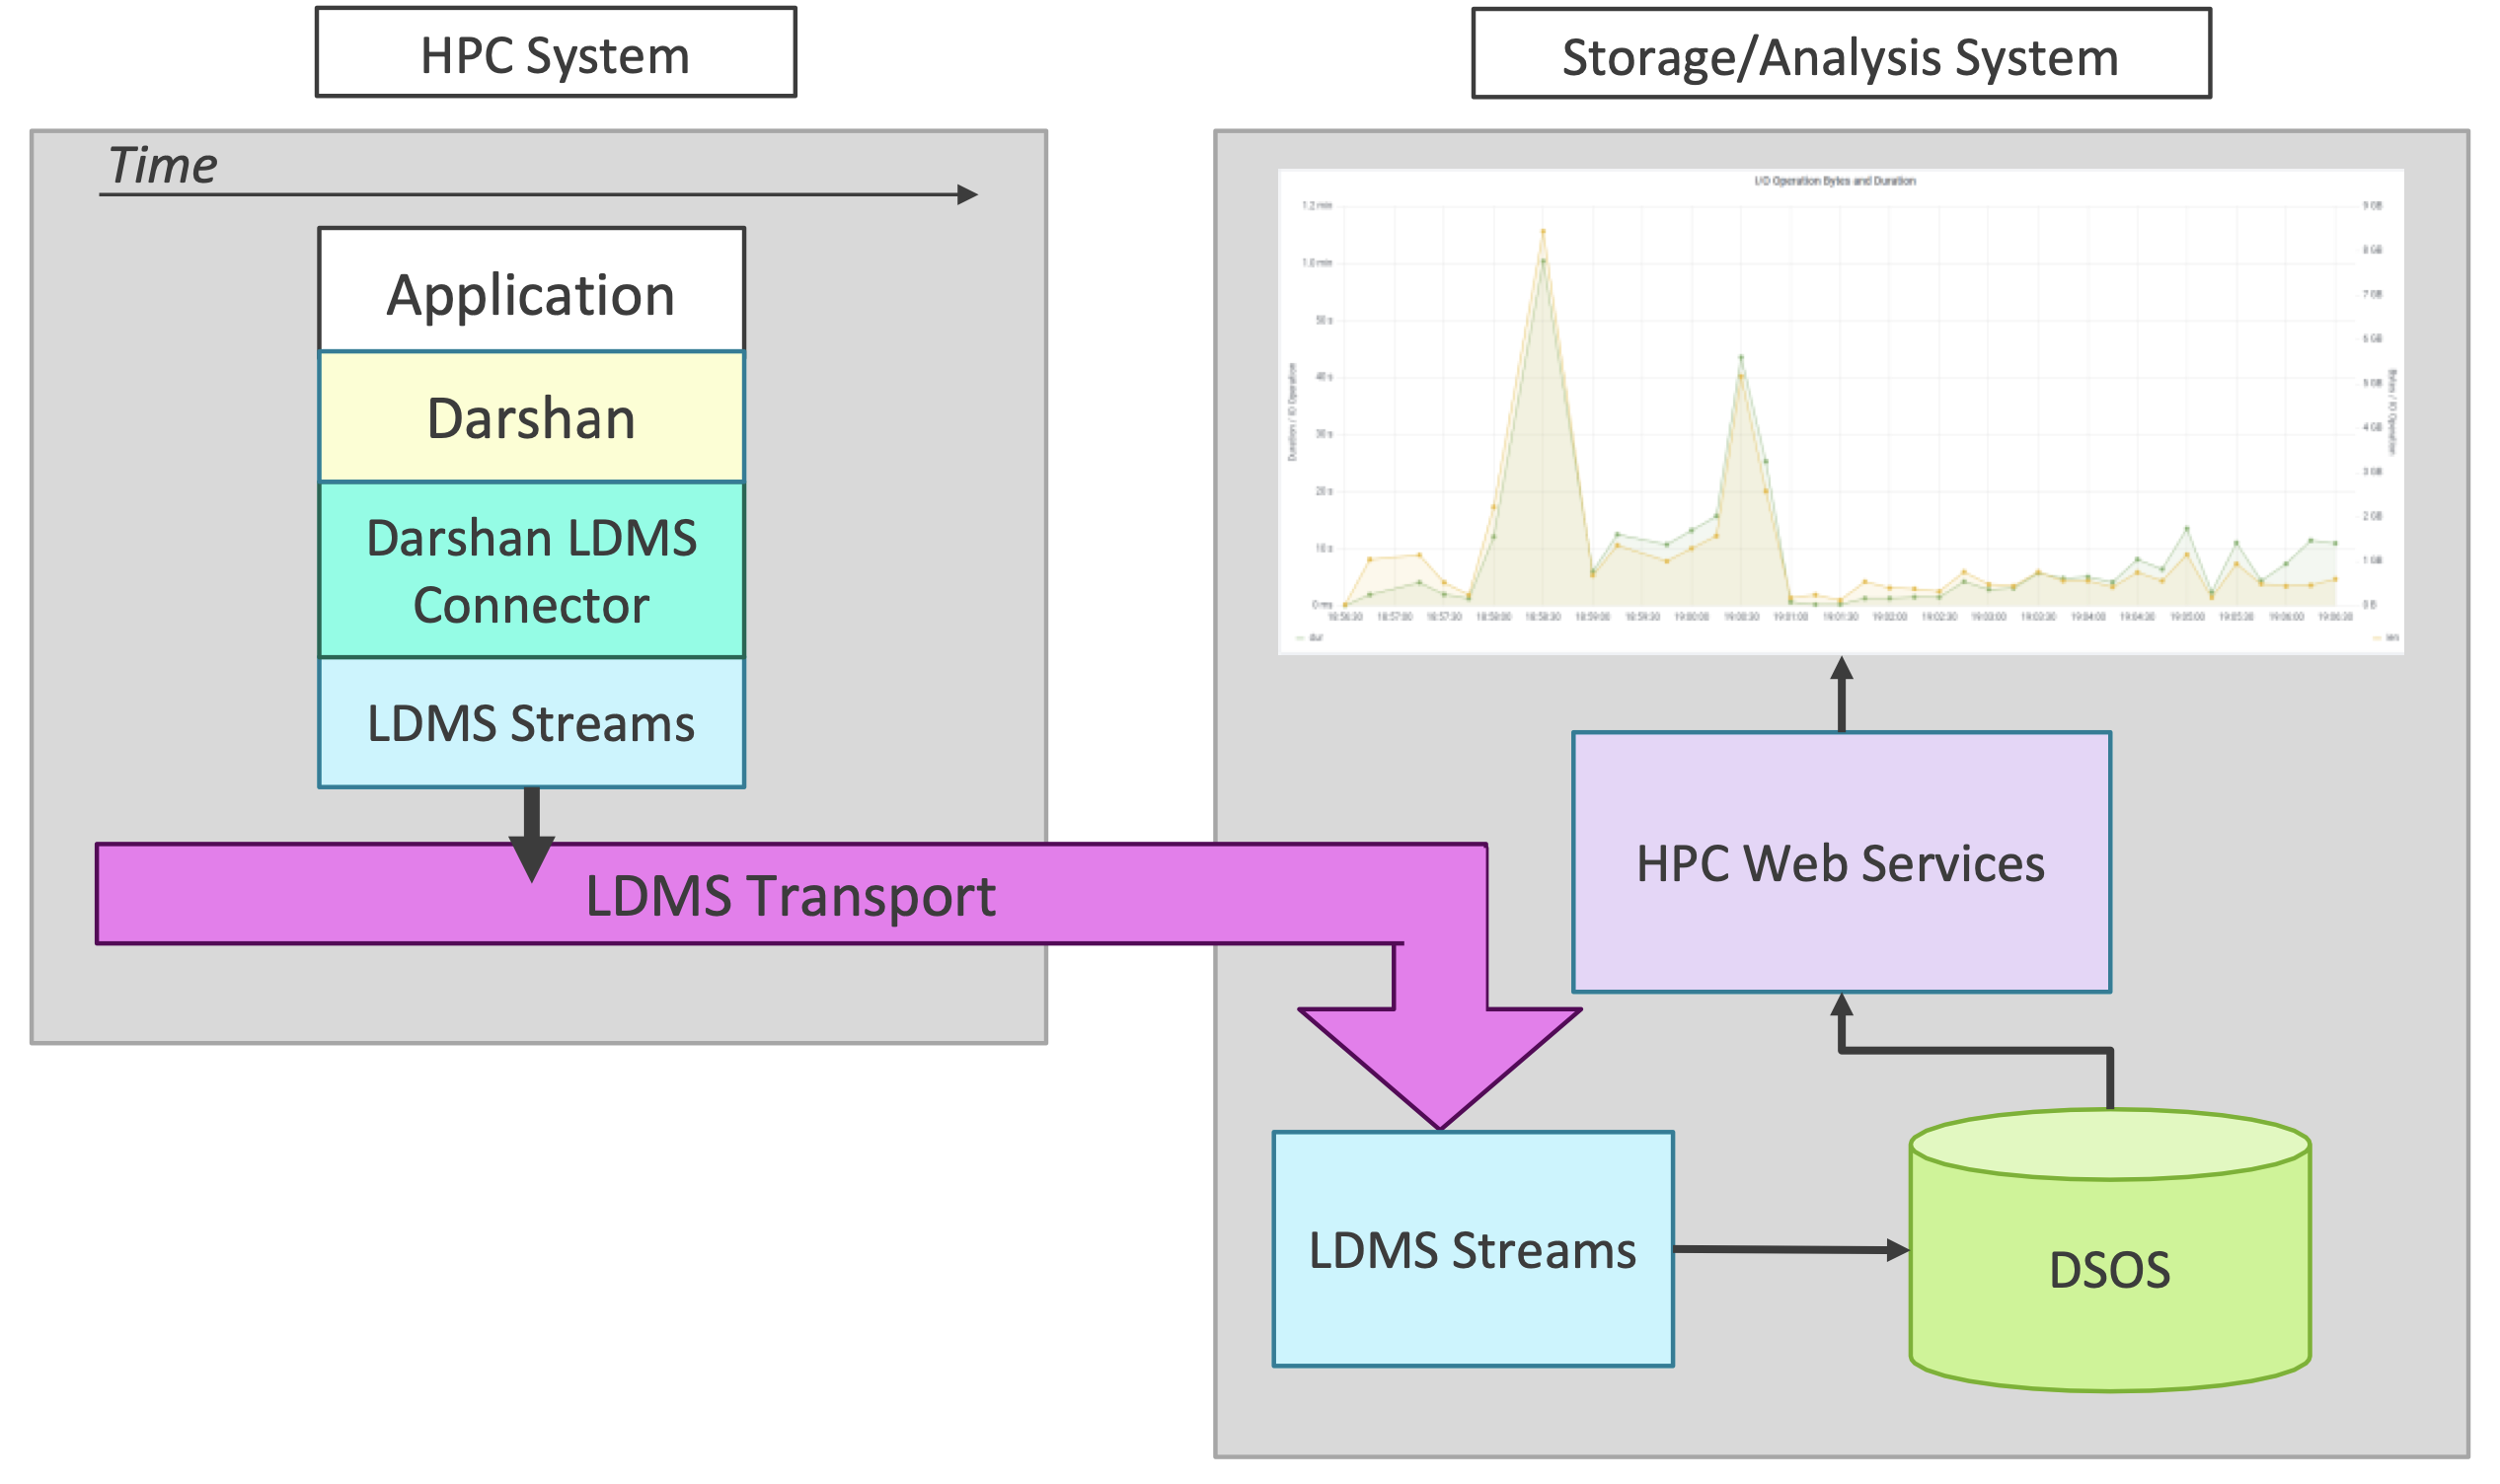 HPC System
Storage/Analysis System
Time
Application
Darshan
Darshan LDMS
Connector
LDMS Streams
LDMS Transport
I/O Operation Bytes and Duration
1.2 min
1.0 min
50 s
40 s
30 s
20 s
10 s
0 ms
Duration / IO Operation
9 GB
8 GB
7 GB
6 GB
5 GB
4 GB
3 GB
2 GB
1 GB
0 B
Bytes / IO Operation
18:56:30 18:57:00 18:57:30 18:58:00 18:58:30 18:59:00 18:59:30 19:00:00 19:00:30 19:01:00 19:01:30 19:02:00 19:02:30 19:03:00 19:03:30 19:04:00 19:04:30 19:05:00 19:05:30 19:06:00 19:06:30
dur
HPC Web Services
LDMS Streams
DSOS